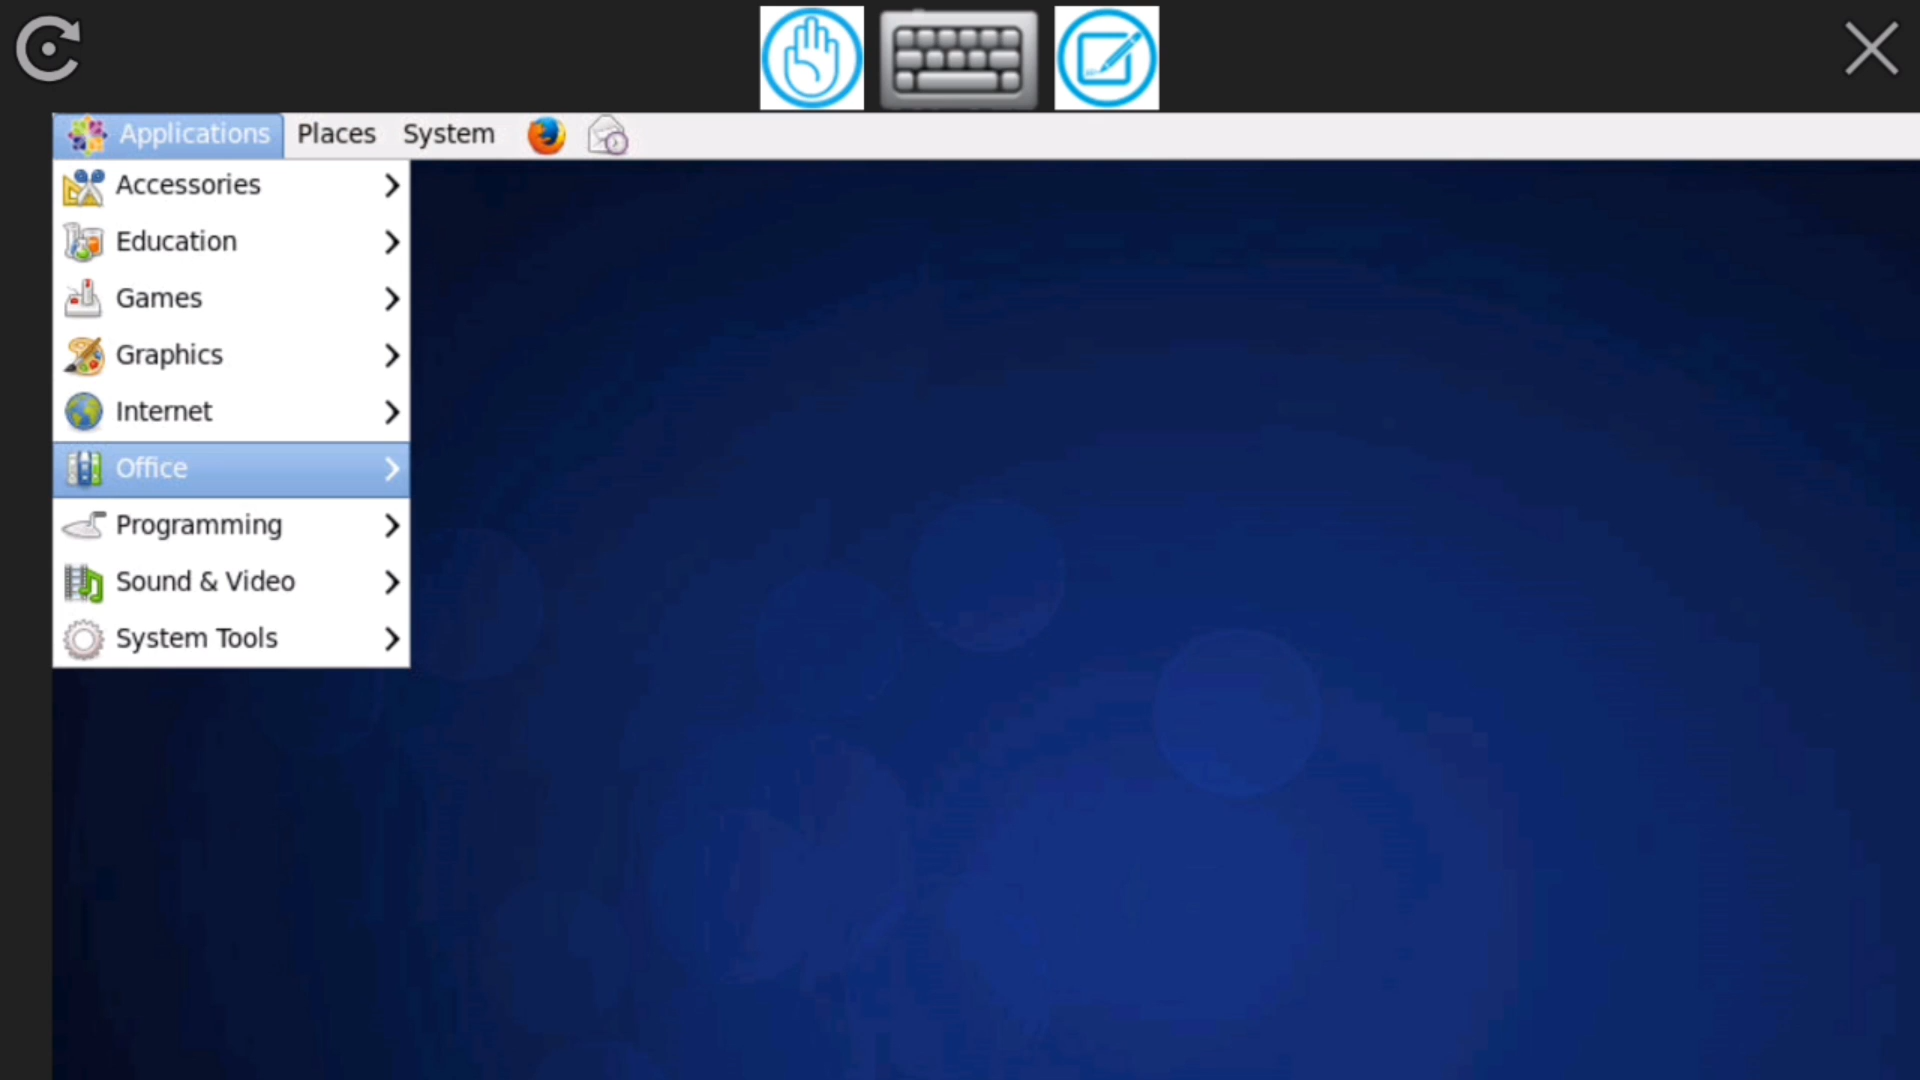 Applications Places System
Accessories
Education
Games
Graphics
Internet
Office
Programming
Sound & Video
System Tools